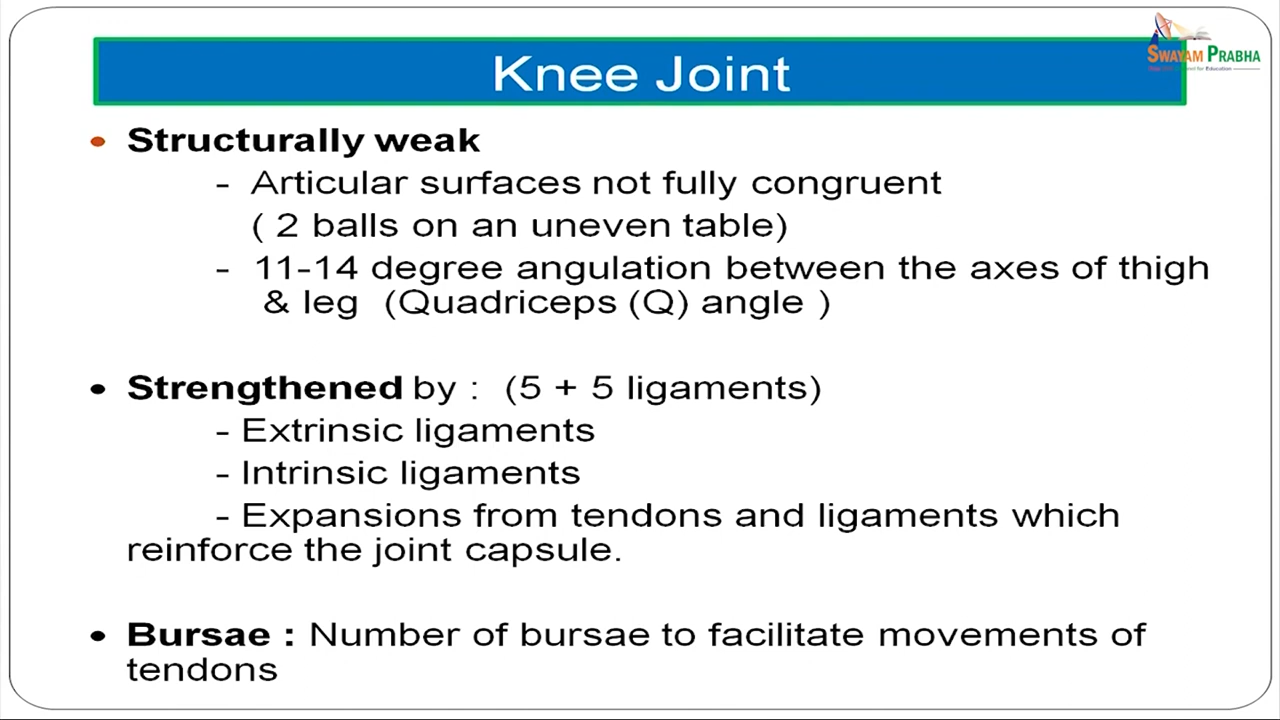 SWAYAM PRABHA
Knee Joint
• Structurally weak
- Articular surfaces not fully congruent
( 2 balls on an uneven table)
- 11-14 degree angulation between the axes of thigh
& leg (Quadriceps (Q) angle )
• Strengthened by : (5 + 5 ligaments)
- Extrinsic ligaments
- Intrinsic ligaments
- Expansions from tendons and ligaments which
reinforce the joint capsule.
• Bursae : Number of bursae to facilitate movements of
tendons